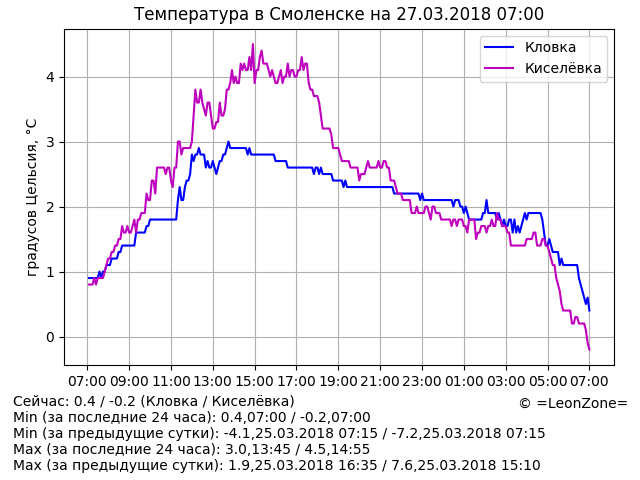 Температура в Смоленске на 27.03.2018 07:00
Кловка
Киселёвка
градусов Цельсия, °C
4
3
2
1
0
07:00 09:00 11:00 13:00 15:00 17:00 19:00 21:00 23:00 01:00 03:00 05:00 07:00
Сейчас: 0.4 / -0.2 (Кловка / Киселёвка)
© =LeonZone=
Min (за последние 24 часа): 0.4,07:00 / -0.2,07:00
Min (за предыдущие сутки): -4.1,25.03.2018 07:15 / -7.2,25.03.2018 07:15
Max (за последние 24 часа): 3.0,13:45 / 4.5,14:55
Max (за предыдущие сутки): 1.9,25.03.2018 16:35 / 7.6,25.03.2018 15:10